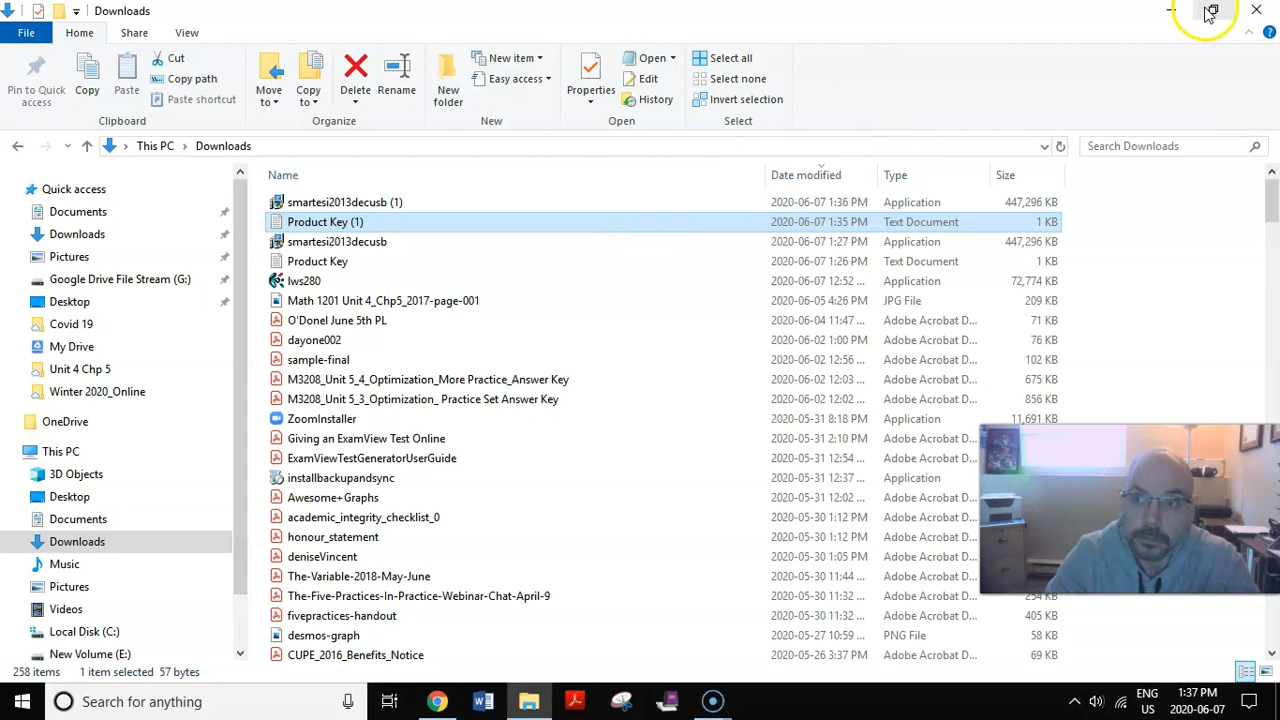 Downloads
File Home Share View
Pin to Quick access
Copy
Paste
Cut
Copy path
Paste shortcut
Clipboard
Move to
Copy to
Delete
Rename
Organize
New folder
New item
Easy access
New
Properties
Open
Edit
History
Open
Select all
Select none
Invert selection
Select
This PC > Downloads
Search Downloads
Quick access
Documents
Downloads
Pictures
Google Drive File Stream (G:)
Desktop
Covid 19
My Drive
Unit 4 Chp 5
Winter 2020_Online
OneDrive
This PC
3D Objects
Desktop
Documents
Downloads
Music
Pictures
Videos
Local Disk (C:)
New Volume (E:)
Name Date modified Type Size
smartesi2013decusb (1) 2020-06-07 1:36 PM Application 447,296 KB
Product Key (1) 2020-06-07 1:35 PM Text Document 1 KB
smartesi2013decusb 2020-06-07 1:27 PM Application 447,296 KB
Product Key 2020-06-07 1:26 PM Text Document 1 KB
lws280 2020-06-07 12:52 ... Application 72,774 KB
Math 1201 Unit 4_Chp5_2017-page-001 2020-06-05 4:26 PM JPG File 209 KB
O'Donel June 5th PL 2020-06-04 11:47 ... Adobe Acrobat D... 71 KB
dayone002 2020-06-02 1:00 PM Adobe Acrobat D... 76 KB
sample-final 2020-06-02 12:56 ... Adobe Acrobat D... 102 KB
M3208_Unit 5_4_Optimization_More Practice_Answer Key 2020-06-02 12:03 ... Adobe Acrobat D... 675 KB
M3208_Unit 5_3_Optimization_ Practice Set Answer Key 2020-06-02 12:02 ... Adobe Acrobat D... 856 KB
ZoomInstaller 2020-05-31 8:18 PM Application 11,691 KB
Giving an ExamView Test Online 2020-05-31 2:10 PM Adobe Acrobat D...
ExamViewTestGeneratorUserGuide 2020-05-31 12:54 ... Adobe Acrobat D...
installbackupandsync 2020-05-31 12:37 ... Application
Awesome+Graphs 2020-05-31 12:02 ... Adobe Acrobat D...
academic_integrity_checklist_0 2020-05-30 1:12 PM Adobe Acrobat D...
honour_statement 2020-05-30 1:12 PM Adobe Acrobat D...
deniseVincent 2020-05-30 1:05 PM Adobe Acrobat D...
The-Variable-2018-May-June 2020-05-30 11:44 ... Adobe Acrobat D...
The-Five-Practices-In-Practice-Webinar-Chat-April-9 2020-05-30 11:32 ... Adobe Acrobat D... 254 KB
fivepractices-handout 2020-05-30 11:32 ... Adobe Acrobat D... 405 KB
desmos-graph 2020-05-27 10:59 ... PNG File 58 KB
CUPE_2016_Benefits_Notice 2020-05-26 3:37 PM Adobe Acrobat D... 69 KB
258 items 1 item selected 57 bytes
Search for anything
ENG
US
1:37 PM
2020-06-07